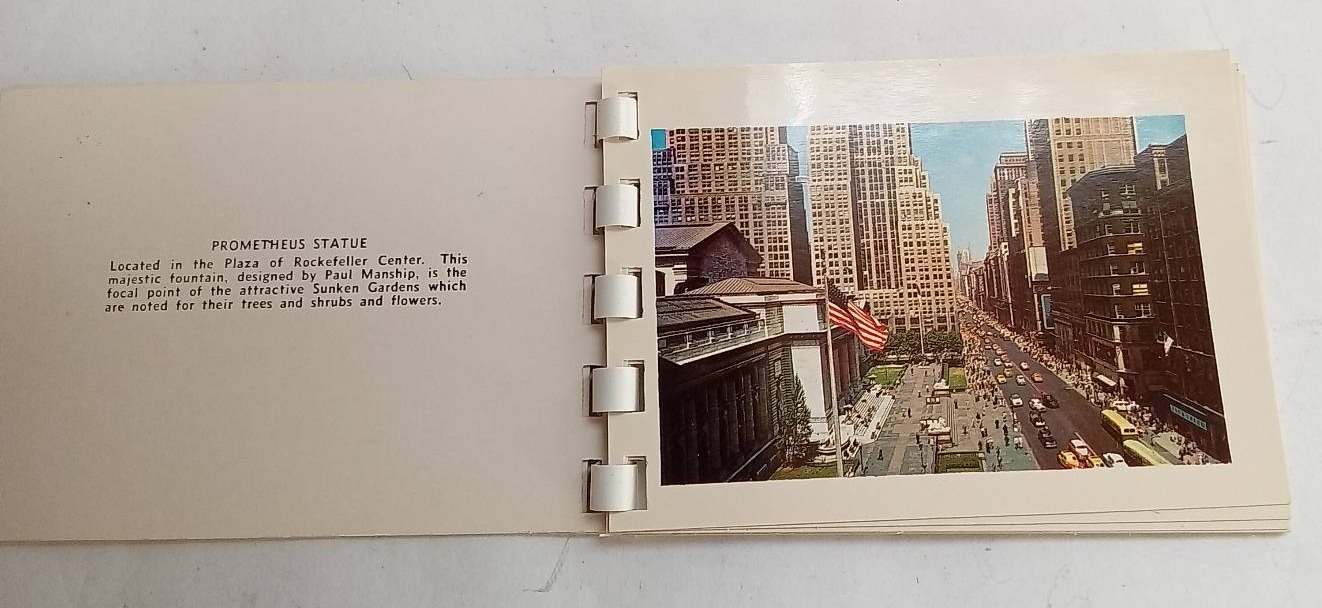 PROMETHEUS STATUE
Located in the Plaza of Rockefeller Center. This
majestic fountain, designed by Paul Manship, is the
focal point of the attractive Sunken Gardens which
are noted for their trees and shrubs and flowers.